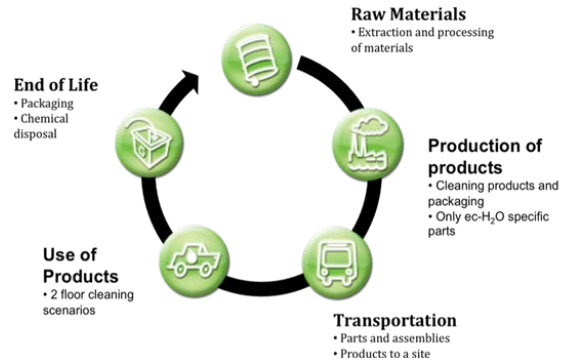 Raw Materials
• Extraction and processing
of materials
Production of
products
• Cleaning products and
packaging
• Only ec-H₂O specific
parts
Transportation
• Parts and assemblies
• Products to a site
Use of
Products
• 2 floor cleaning
scenarios
End of Life
• Packaging
• Chemical
disposal